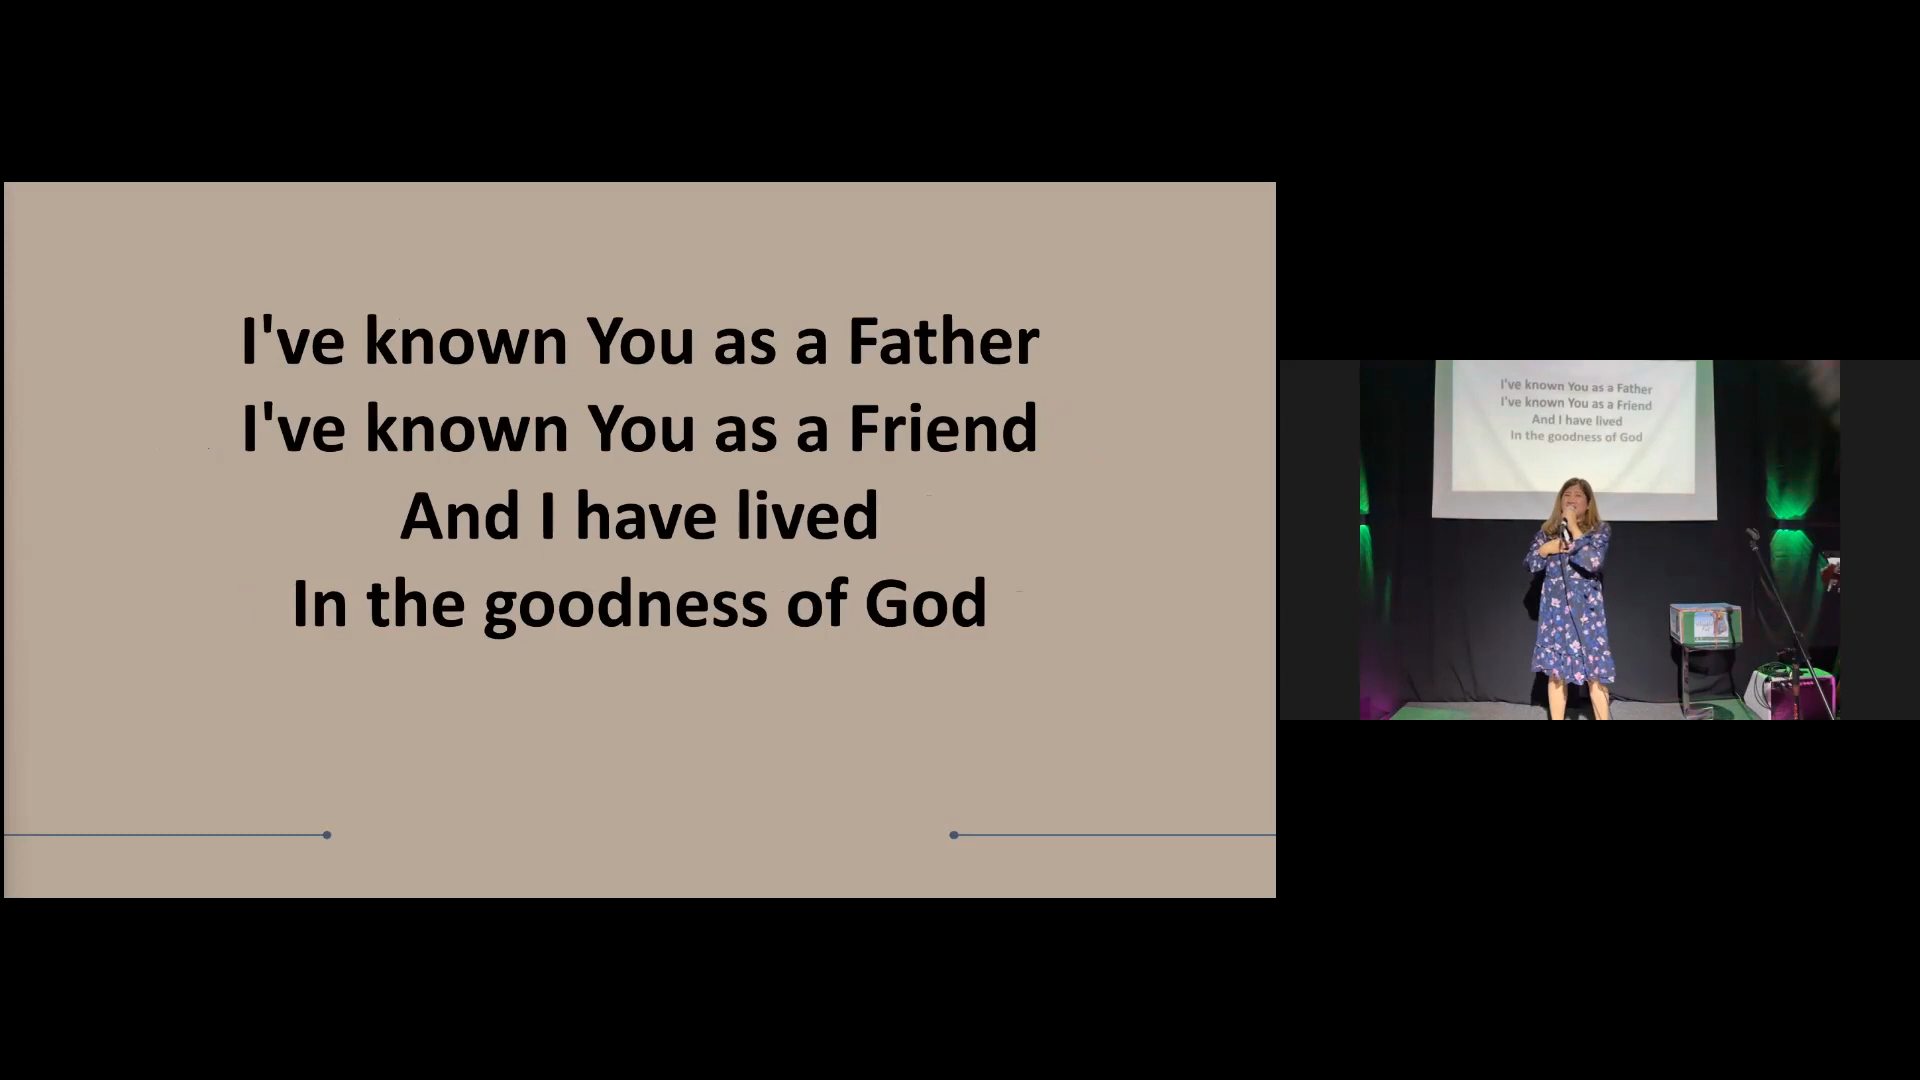 I've known You as a Father
I've known You as a Friend
And I have lived
In the goodness of God
I've known You as a Father
I've known You as a Friend
And I have lived
In the goodness of God